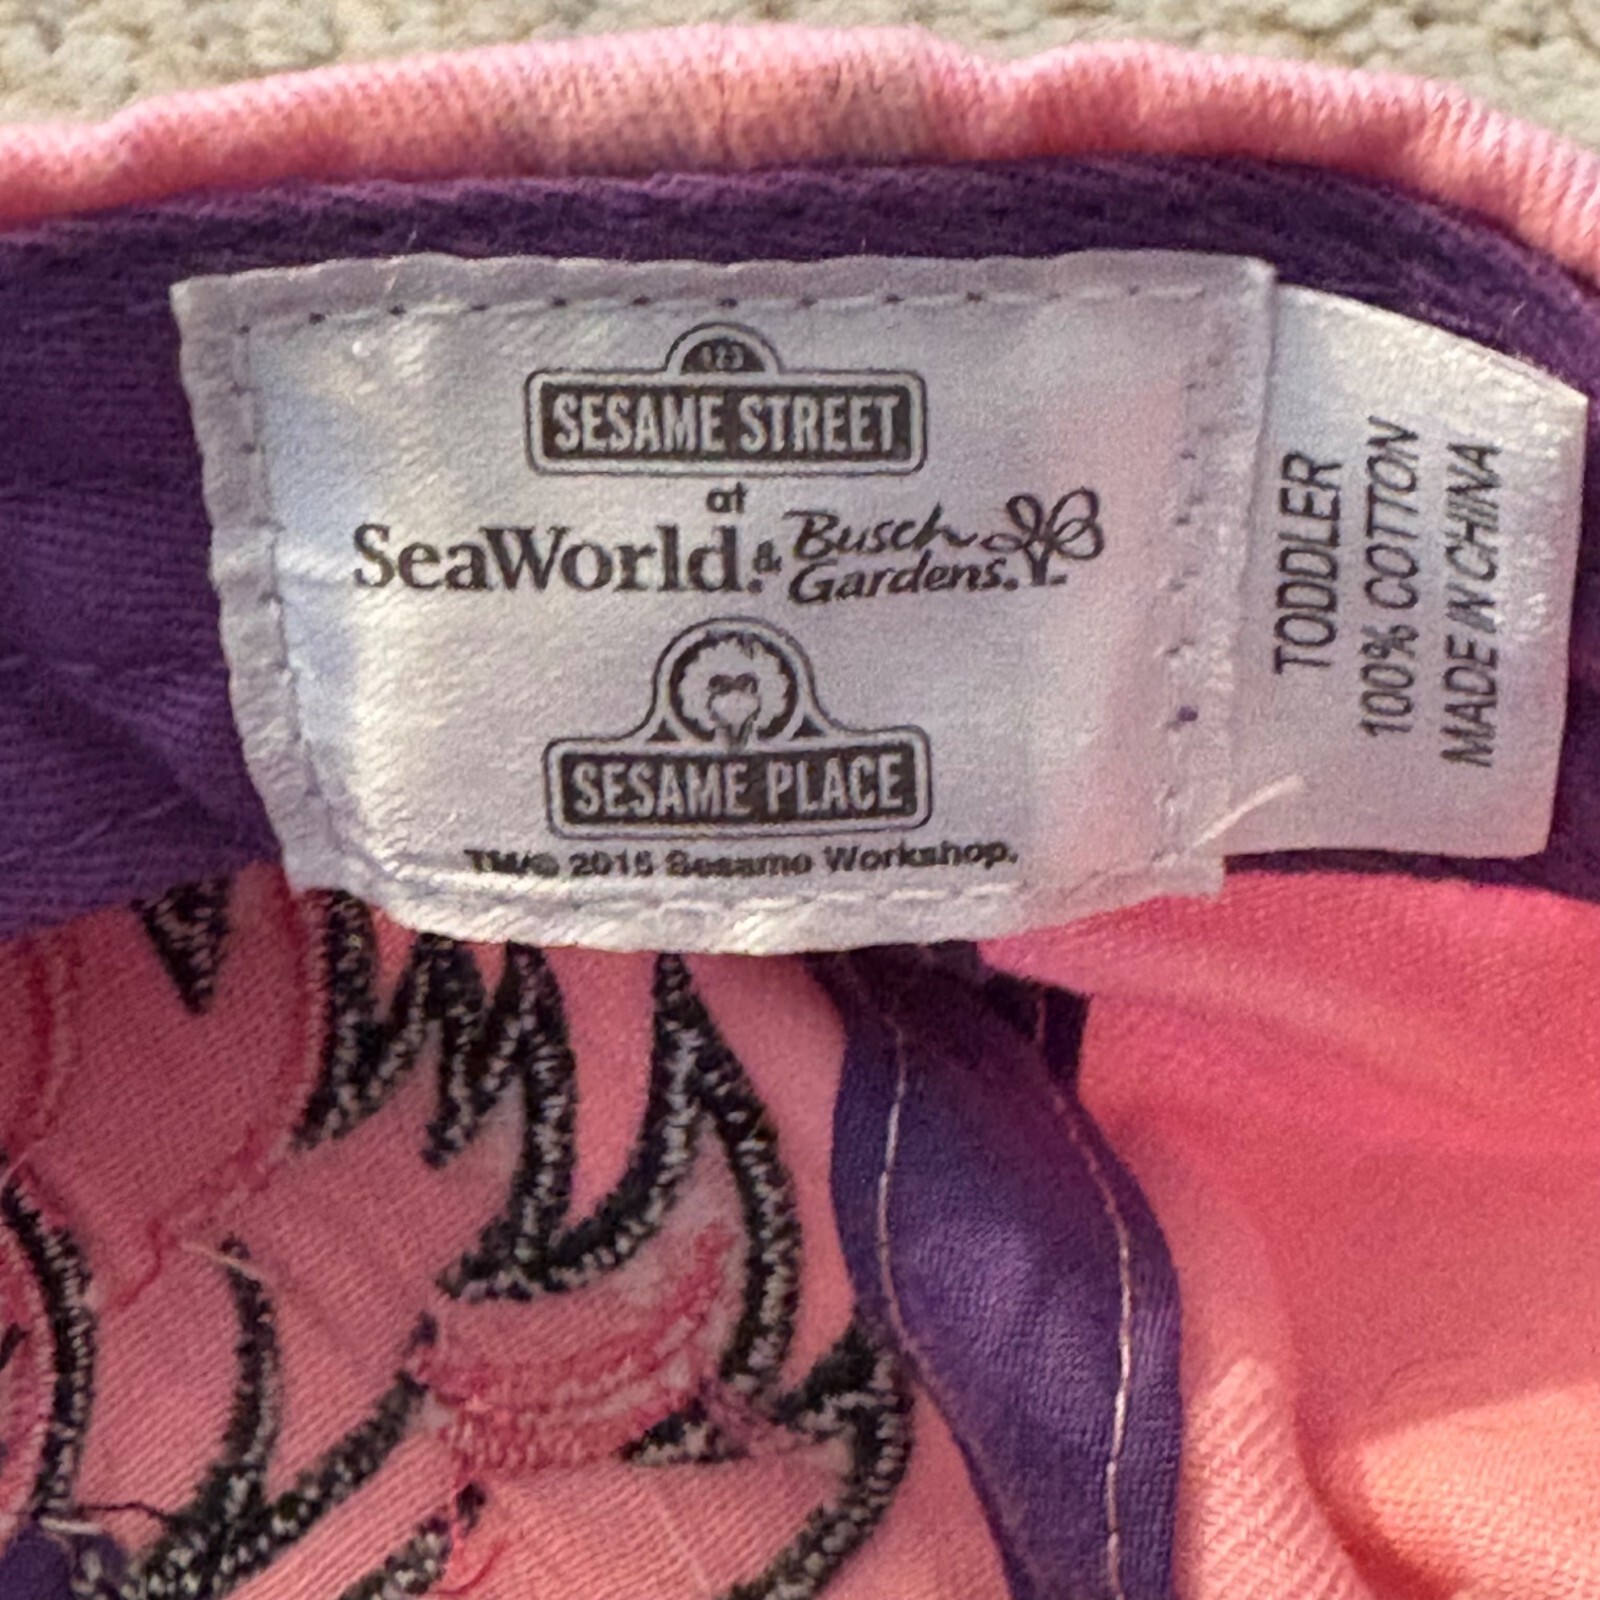 123
SESAME STREET
at
SeaWorld. & Busch Gardens.
SESAME PLACE
TM/© 2015 Sesame Workshop.
TODDLER
100% COTTON
MADE IN CHINA